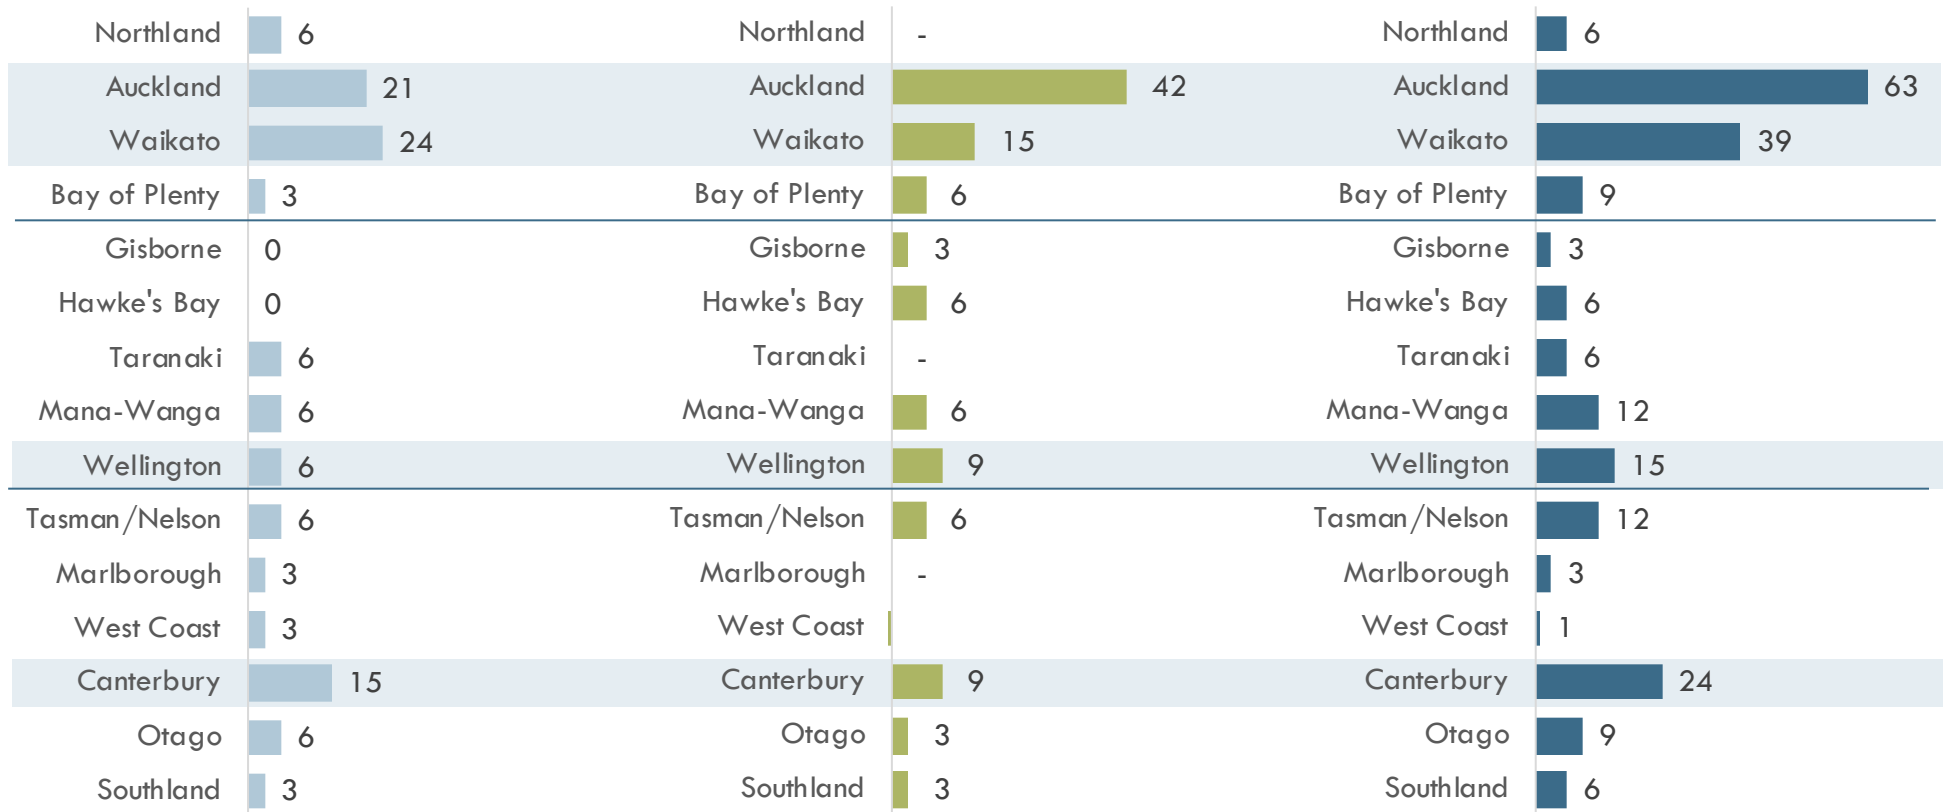 Northland 6 Northland - Northland 6
Auckland 21 Auckland 42 Auckland 63
Waikato 24 Waikato 15 Waikato 39
Bay of Plenty 3 Bay of Plenty 6 Bay of Plenty 9
Gisborne 0 Gisborne 3 Gisborne 3
Hawke's Bay 0 Hawke's Bay 6 Hawke's Bay 6
Taranaki 6 Taranaki - Taranaki 6
Mana-Wanga 6 Mana-Wanga 6 Mana-Wanga 12
Wellington 6 Wellington 9 Wellington 15
Tasman/Nelson 6 Tasman/Nelson 6 Tasman/Nelson 12
Marlborough 3 Marlborough - Marlborough 3
West Coast 3 West Coast West Coast 1
Canterbury 15 Canterbury 9 Canterbury 24
Otago 6 Otago 3 Otago 9
Southland 3 Southland 3 Southland 6